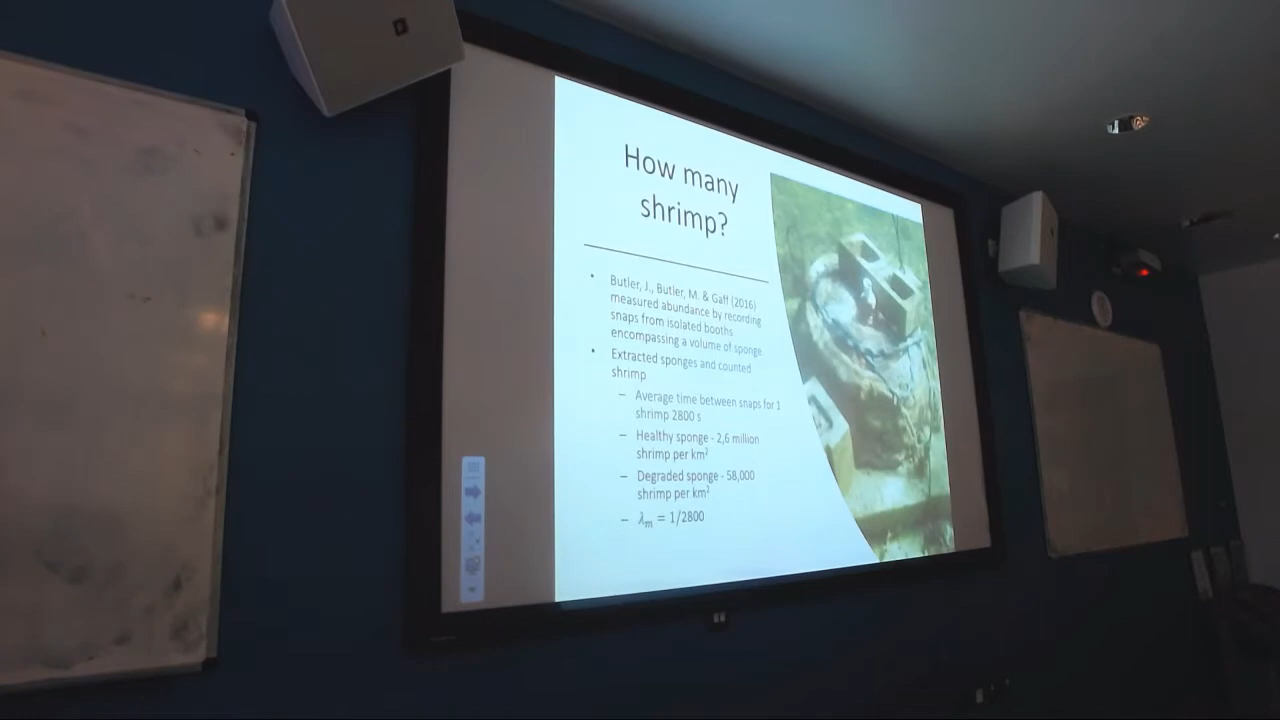 How many
shrimp?
• Butler, J., Butler, M. & Gaff (2016)
measured abundance by recording
snaps from isolated booths
encompassing a volume of sponge
• Extracted sponges and counted
shrimp
– Average time between snaps for 1
shrimp 2800 s
– Healthy sponge - 2,6 million
shrimp per km²
– Degraded sponge - 58,000
shrimp per km²
– λₘ = 1/2800